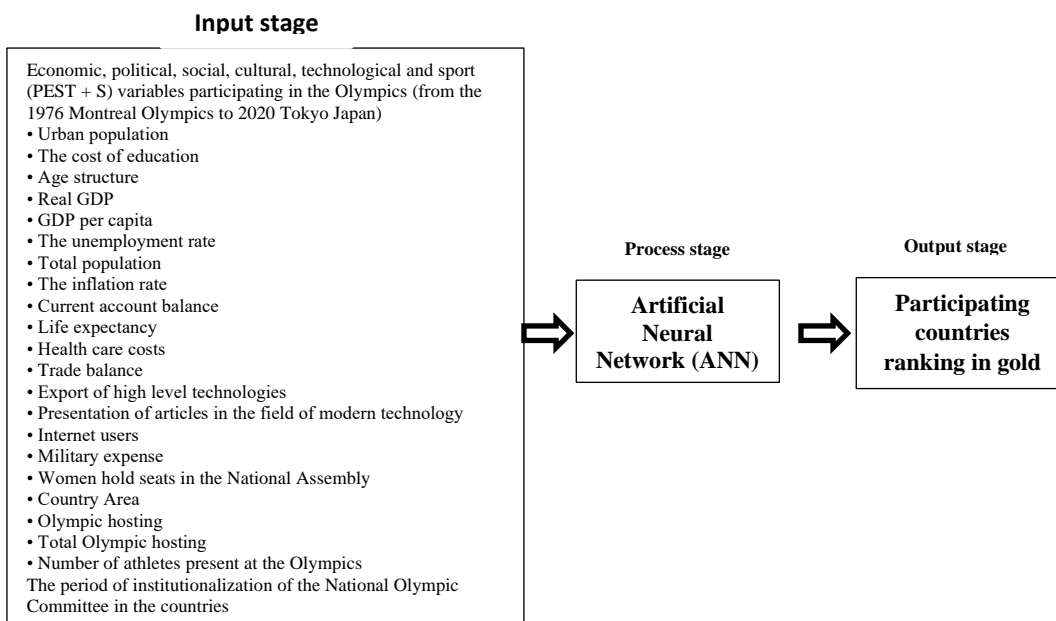 Input stage
Economic, political, social, cultural, technological and sport
(PEST + S) variables participating in the Olympics (from the
1976 Montreal Olympics to 2020 Tokyo Japan)
• Urban population
• The cost of education
• Age structure
• Real GDP
• GDP per capita
• The unemployment rate
• Total population
• The inflation rate
• Current account balance
• Life expectancy
• Health care costs
• Trade balance
• Export of high level technologies
• Presentation of articles in the field of modern technology
• Internet users
• Military expense
• Women hold seats in the National Assembly
• Country Area
• Olympic hosting
• Total Olympic hosting
• Number of athletes present at the Olympics
The period of institutionalization of the National Olympic
Committee in the countries
Process stage
Artificial
Neural
Network (ANN)
Output stage
Participating
countries
ranking in gold